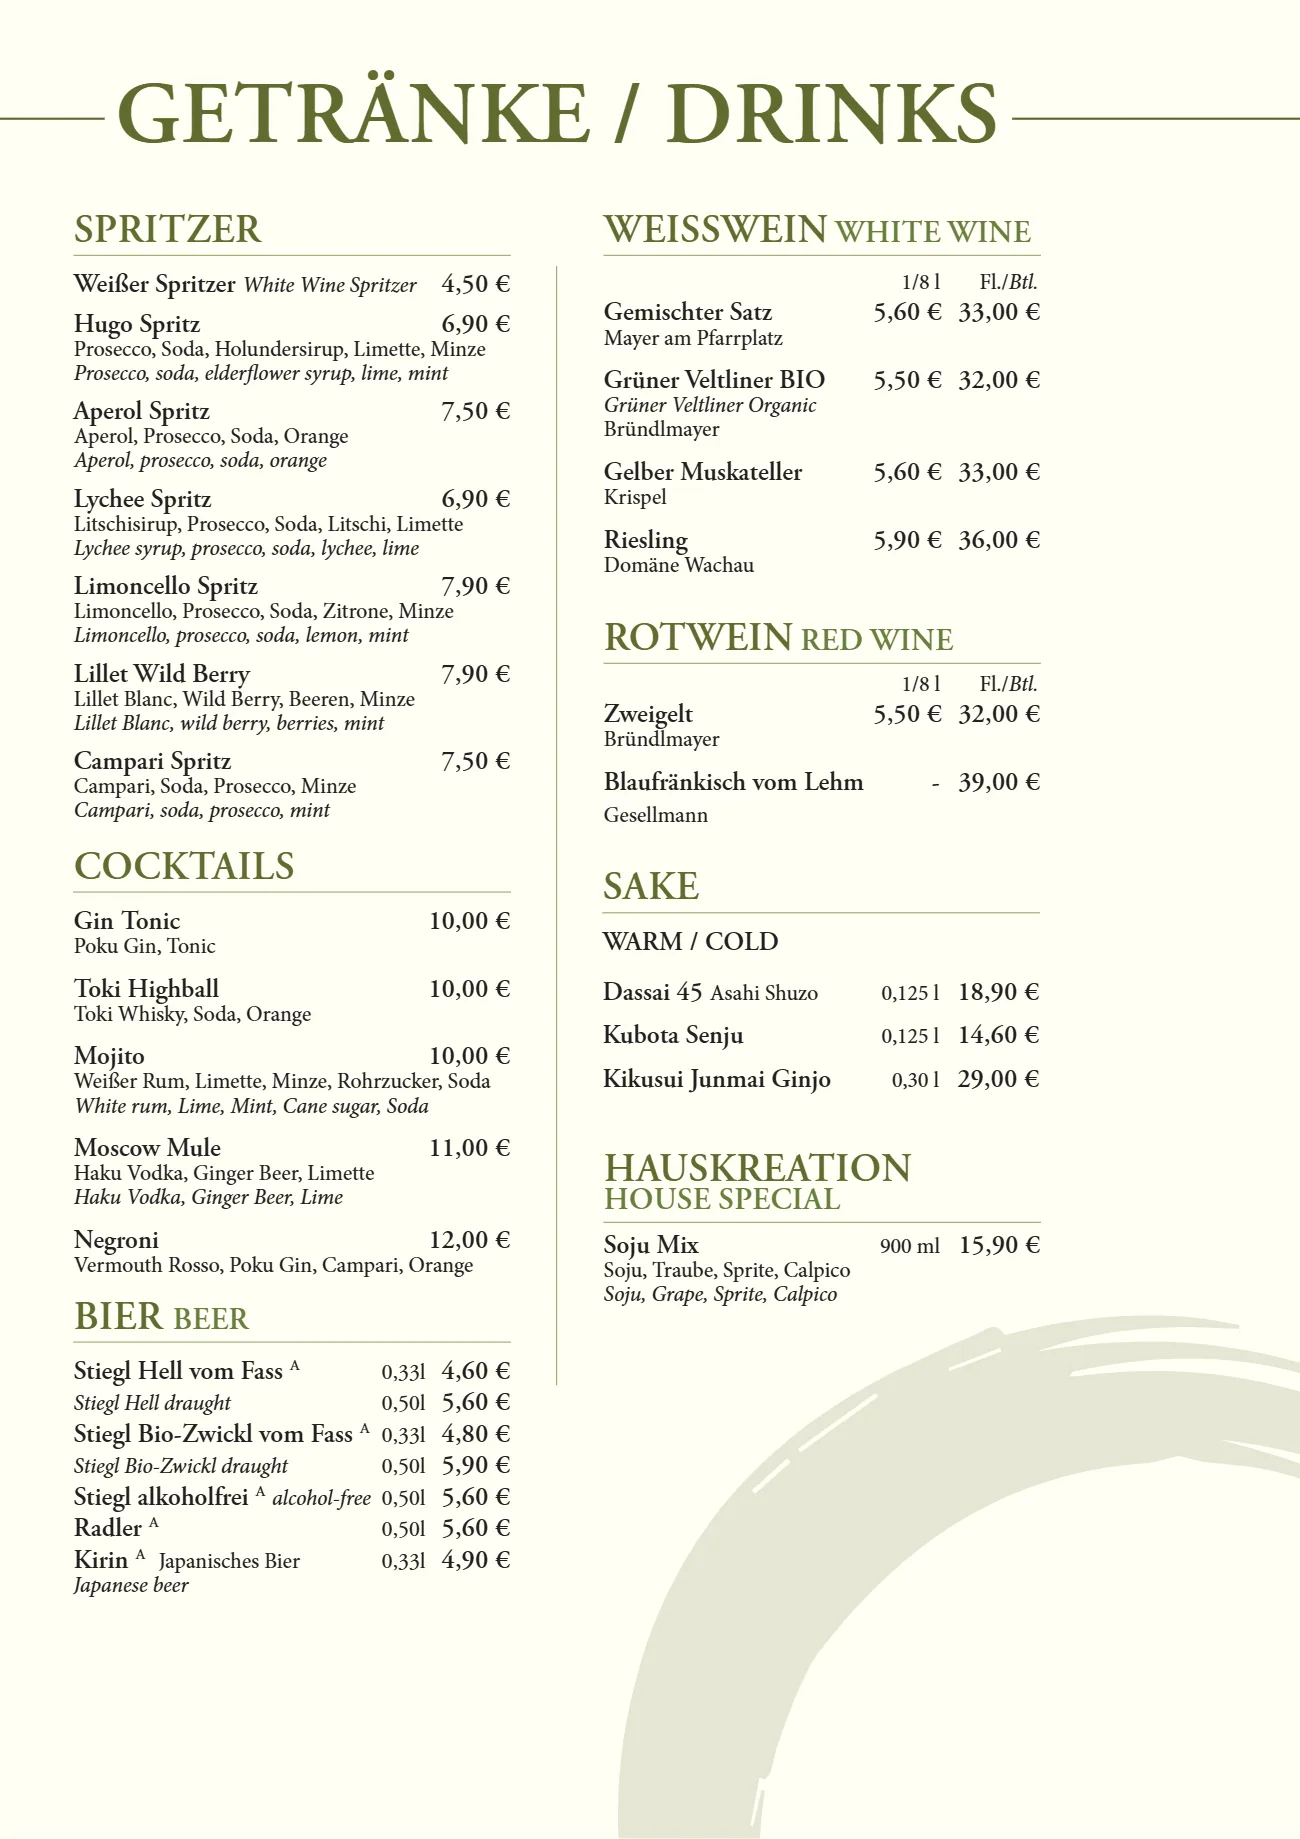 GETRÄNKE / DRINKS
SPRITZER
Weißer Spritzer White Wine Spritzer 4,50 €
Hugo Spritz 6,90 €
Prosecco, Soda, Holundersirup, Limette, Minze
Prosecco, soda, elderflower syrup, lime, mint
Aperol Spritz 7,50 €
Aperol, Prosecco, Soda, Orange
Aperol, prosecco, soda, orange
Lychee Spritz 6,90 €
Litschisirup, Prosecco, Soda, Litschi, Limette
Lychee syrup, prosecco, soda, lychee, lime
Limoncello Spritz 7,90 €
Limoncello, Prosecco, Soda, Zitrone, Minze
Limoncello, prosecco, soda, lemon, mint
Lillet Wild Berry 7,90 €
Lillet Blanc, Wild Berry, Beeren, Minze
Lillet Blanc, wild berry, berries, mint
Campari Spritz 7,50 €
Campari, Soda, Prosecco, Minze
Campari, soda, prosecco, mint
COCKTAILS
Gin Tonic 10,00 €
Poku Gin, Tonic
Toki Highball 10,00 €
Toki Whisky, Soda, Orange
Mojito 10,00 €
Weißer Rum, Limette, Minze, Rohrzucker, Soda
White rum, Lime, Mint, Cane sugar, Soda
Moscow Mule 11,00 €
Haku Vodka, Ginger Beer, Limette
Haku Vodka, Ginger Beer, Lime
Negroni 12,00 €
Vermouth Rosso, Poku Gin, Campari, Orange
BIER BEER
Stiegl Hell vom Fass A 0,33l 4,60 €
Stiegl Hell draught 0,50l 5,60 €
Stiegl Bio-Zwickl vom Fass A 0,33l 4,80 €
Stiegl Bio-Zwickl draught 0,50l 5,90 €
Stiegl alkoholfrei A alcohol-free 0,50l 5,60 €
Radler A 0,50l 5,60 €
Kirin A Japanisches Bier 0,33l 4,90 €
Japanese beer
WEISSWEIN WHITE WINE
1/8 l Fl./Btl.
Gemischter Satz 5,60 € 33,00 €
Mayer am Pfarrplatz
Grüner Veltliner BIO 5,50 € 32,00 €
Grüner Veltliner Organic
Bründlmayer
Gelber Muskateller 5,60 € 33,00 €
Krispel
Riesling 5,90 € 36,00 €
Domäne Wachau
ROTWEIN RED WINE
1/8 l Fl./Btl.
Zweigelt 5,50 € 32,00 €
Bründlmayer
Blaufränkisch vom Lehm - 39,00 €
Gesellmann
SAKE
WARM / COLD
Dassai 45 Asahi Shuzo 0,125 l 18,90 €
Kubota Senju 0,125 l 14,60 €
Kikusui Junmai Ginjo 0,30 l 29,00 €
HAUSKREATION
HOUSE SPECIAL
Soju Mix 900 ml 15,90 €
Soju, Traube, Sprite, Calpico
Soju, Grape, Sprite, Calpico